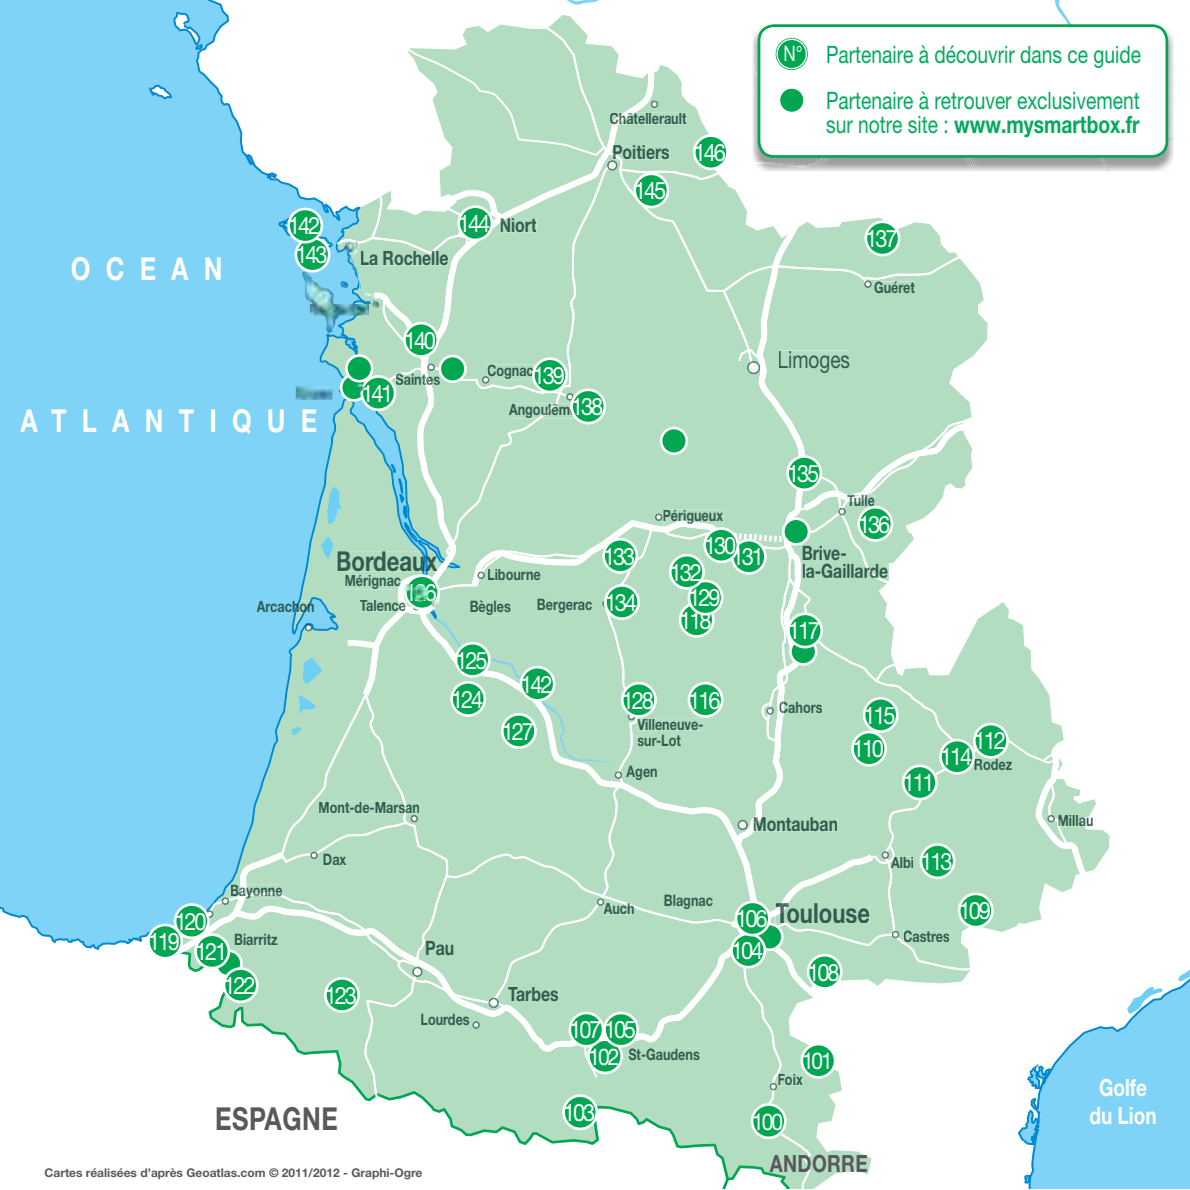 N° Partenaire à découvrir dans ce guide
Partenaire à retrouver exclusivement
sur notre site : www.mysmartbox.fr
Châtellerault
Poitiers
146
145
142
144
Niort
137
143
La Rochelle
OCEAN
Guéret
140
Limoges
Saintes
Cognac
139
141
Angoulêm
138
ATLANTIQUE
135
Tulle
Périgueux
136
130
133
131
Brive-
la-Gaillarde
Bordeaux
132
Mérignac
Libourne
126
129
Talence
Bègles
Bergerac
134
118
Arcachon
117
125
142
124
128
116
Cahors
115
127
Villeneuve-
sur-Lot
110
112
114
Rodez
Agen
111
Mont-de-Marsan
Montauban
Millau
Dax
Albi
113
Bayonne
Blagnac
Auch
109
120
106
Toulouse
119
Biarritz
Castres
121
Pau
104
108
122
123
Tarbes
Lourdes
107
105
102
St-Gaudens
101
Foix
Golfe
du Lion
103
100
ESPAGNE
ANDORRE
Cartes réalisées d'après Geoatlas.com © 2011/2012 - Graphi-Ogre